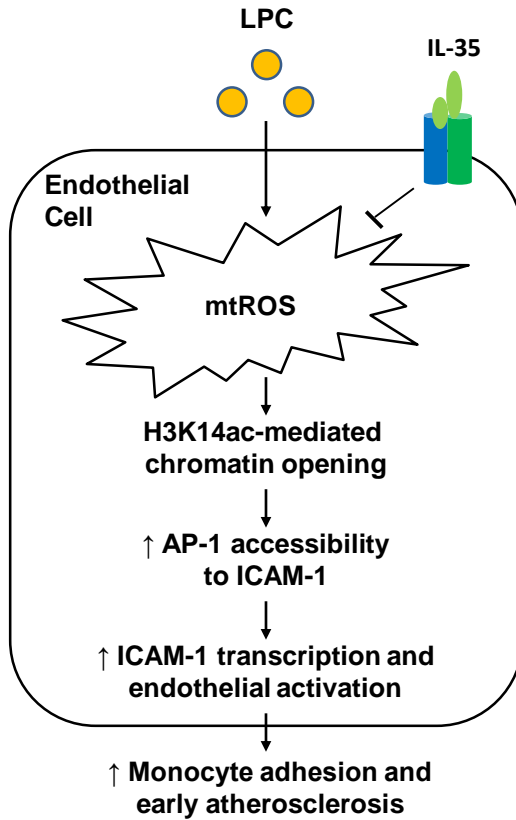 LPC
IL-35
Endothelial
Cell
mtROS
H3K14ac-mediated
chromatin opening
↑ AP-1 accessibility
to ICAM-1
↑ ICAM-1 transcription and
endothelial activation
↑ Monocyte adhesion and
early atherosclerosis